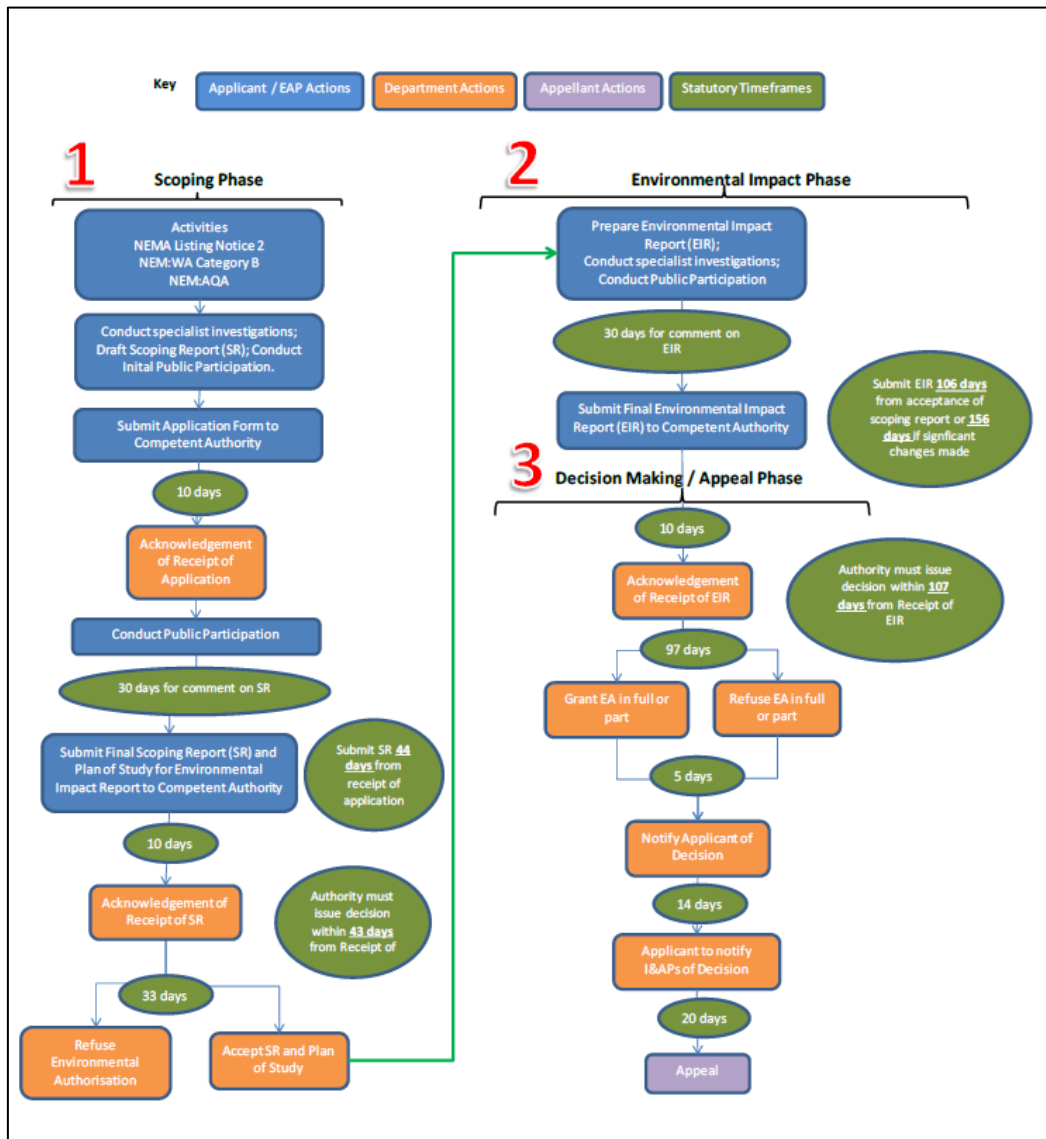 Key
Applicant / EAP Actions
Department Actions
Appellant Actions
Statutory Timeframes
1
Scoping Phase
Activities
NEMA Listing Notice 2
NEM:WA Category B
NEM:AQA
Conduct specialist investigations;
Draft Scoping Report (SR); Conduct
Inital Public Participation.
Submit Application Form to
Competent Authority
10 days
Acknowledgement
of Receipt of
Application
Conduct Public Participation
30 days for comment on SR
Submit Final Scoping Report (SR) and
Plan of Study for Environmental
Impact Report to Competent Authority
Submit SR 44
days from
receipt of
application
10 days
Acknowledgement of
Receipt of SR
Authority must
issue decision
within 43 days
from Receipt of
33 days
Refuse
Environmental
Authorisation
Accept SR and Plan
of Study
2
Environmental Impact Phase
Prepare Environmental Impact
Report (EIR);
Conduct specialist investigations;
Conduct Public Participation
30 days for comment on
EIR
Submit Final Environmental Impact
Report (EIR) to Competent Authority
Submit EIR 106 days
from acceptance of
scoping report or 156
days if signficant
changes made
3
Decision Making / Appeal Phase
10 days
Acknowledgement
of Receipt of EIR
Authority must issue
decision within 107
days from Receipt of
EIR
97 days
Grant EA in full or
part
Refuse EA in full
or part
5 days
Notify Applicant of
Decision
14 days
Applicant to notify
I&APs of Decision
20 days
Appeal